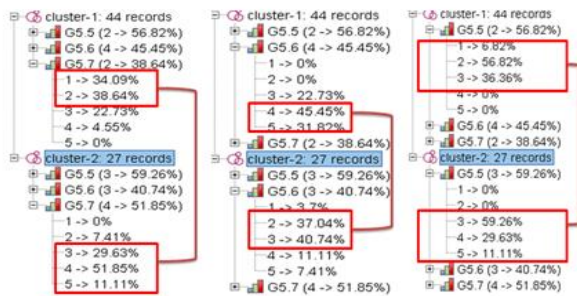 cluster-1: 44 records
G5.5 (2 -> 56.82%)
G5.6 (4 -> 45.45%)
G5.7 (2 -> 38.64%)
1 -> 34.09%
2 -> 38.64%
3 -> 22.73%
4 -> 4.55%
5 -> 0%
cluster-2: 27 records
G5.5 (3 -> 59.26%)
G5.6 (3 -> 40.74%)
G5.7 (4 -> 51.85%)
1 -> 0%
2 -> 7.41%
3 -> 29.63%
4 -> 51.85%
5 -> 11.11%
cluster-1: 44 records
G5.5 (2 -> 56.82%)
G5.6 (4 -> 45.45%)
1 -> 0%
2 -> 0%
3 -> 22.73%
4 -> 45.45%
5 -> 31.82%
G5.7 (2 -> 38.64%)
cluster-2: 27 records
G5.5 (3 -> 59.26%)
G5.6 (3 -> 40.74%)
1 -> 3.7%
2 -> 37.04%
3 -> 40.74%
4 -> 11.11%
5 -> 7.41%
G5.7 (4 -> 51.85%)
cluster-1: 44 records
G5.5 (2 -> 56.82%)
1 -> 6.82%
2 -> 56.82%
3 -> 36.36%
4 -> 0%
5 -> 0%
G5.6 (4 -> 45.45%)
G5.7 (2 -> 38.64%)
cluster-2: 27 records
G5.5 (3 -> 59.26%)
1 -> 0%
2 -> 0%
3 -> 59.26%
4 -> 29.63%
5 -> 11.11%
G5.6 (3 -> 40.74%)
G5.7 (4 -> 51.85%)